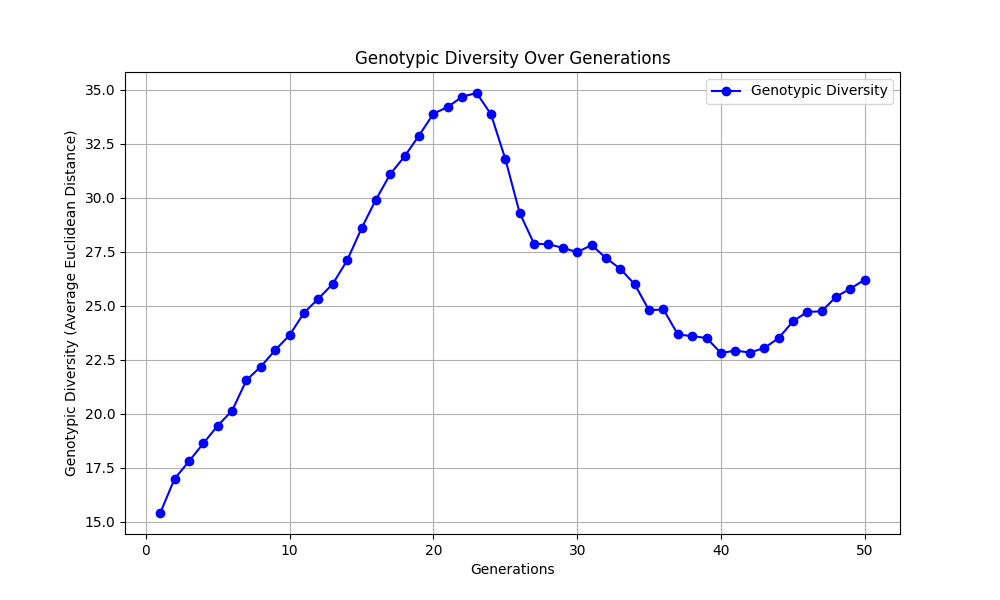 Genotypic Diversity Over Generations
Genotypic Diversity
Genotypic Diversity (Average Euclidean Distance)
35.0
32.5
30.0
27.5
25.0
22.5
20.0
17.5
15.0
0 10 20 30 40 50
Generations